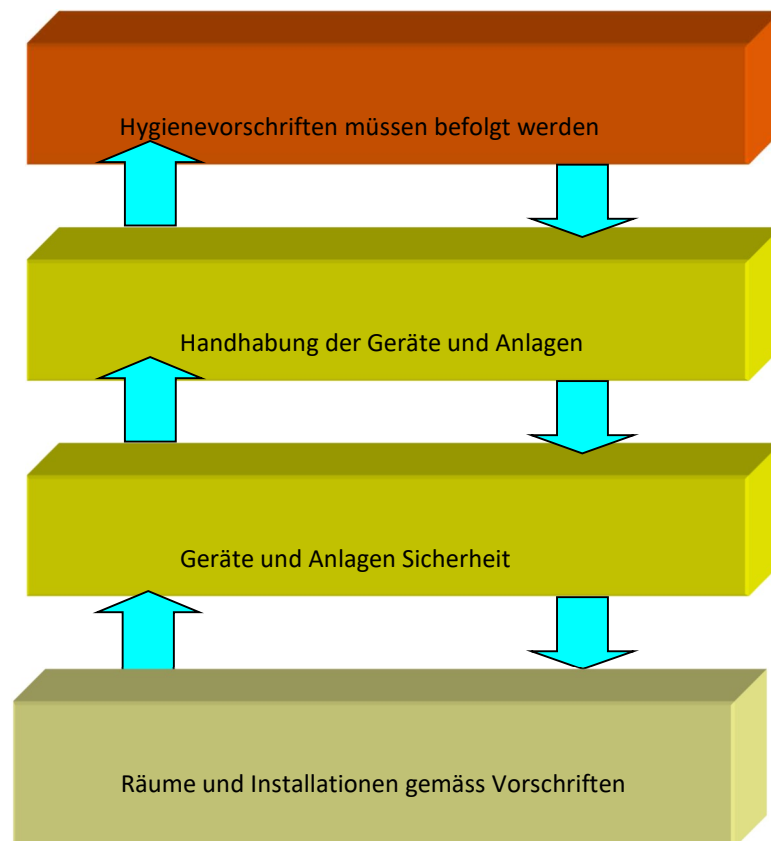 Hygienevorschriften müssen befolgt werden
Handhabung der Geräte und Anlagen
Geräte und Anlagen Sicherheit
Räume und Installationen gemäss Vorschriften